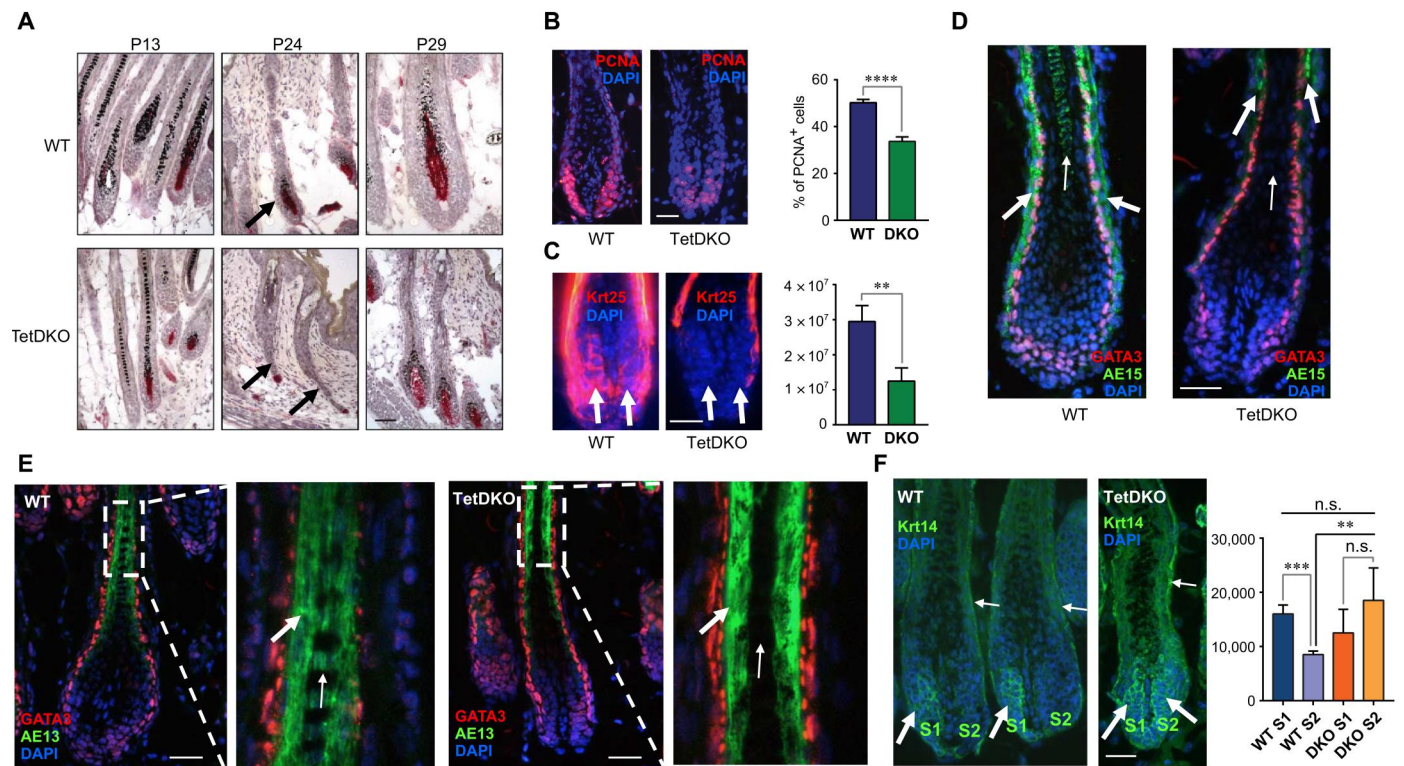 A
P13
P24
P29
WT
TetDKO
B
PCNA
DAPI
PCNA
DAPI
WT
TetDKO
60
40
20
0
% of PCNA+ cells
****
WT
DKO
C
Krt25
DAPI
Krt25
DAPI
WT
TetDKO
4 × 10⁷
3 × 10⁷
2 × 10⁷
1 × 10⁷
0
**
WT
DKO
D
GATA3
AE15
DAPI
WT
GATA3
AE15
DAPI
TetDKO
E
WT
GATA3
AE13
DAPI
TetDKO
GATA3
AE13
DAPI
F
WT
Krt14
DAPI
S1
S2
S1
S2
TetDKO
Krt14
DAPI
S1
S2
n.s.
**
n.s.
***
30,000
20,000
10,000
0
WT S1
WT S2
DKO S1
DKO S2